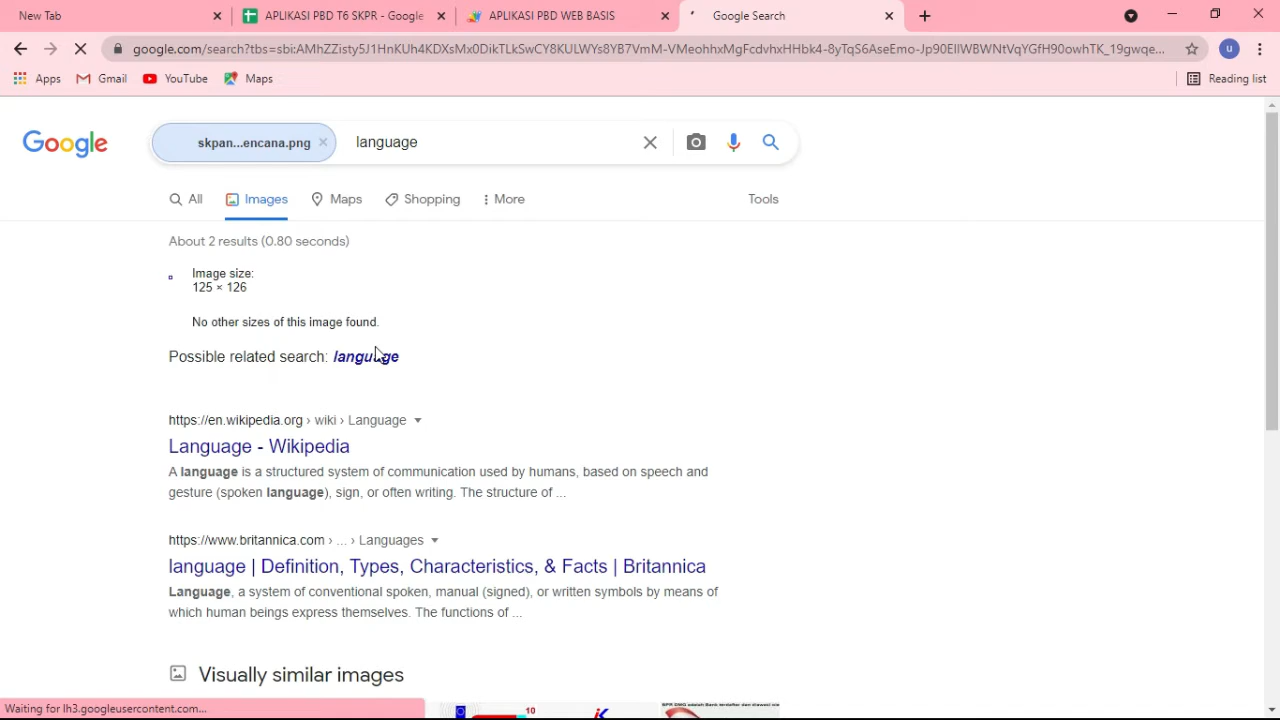 New Tab
APLIKASI PBD T6 SKPR - Google
APLIKASI PBD WEB BASIS
Google Search
google.com/search?tbs=sbi:AMhZZisty5J1HnKUh4KDXsMx0DikTLkSwCY8KULWYs8YB7VmM-VMeohhxMgFcdvhxHHbk4-8yTqS6AseEmo-Jp90EllWBWNtVqYGfH90owhTK_19gwqe...
u
Apps
Gmail
YouTube
Maps
Reading list
Google
skpan...encana.png
language
All
Images
Maps
Shopping
More
Tools
About 2 results (0.80 seconds)
Image size:
125 × 126
No other sizes of this image found.
Possible related search: language
https://en.wikipedia.org › wiki › Language
Language - Wikipedia
A language is a structured system of communication used by humans, based on speech and
gesture (spoken language), sign, or often writing. The structure of ...
https://www.britannica.com › ... › Languages
language | Definition, Types, Characteristics, & Facts | Britannica
Language, a system of conventional spoken, manual (signed), or written symbols by means of
which human beings express themselves. The functions of ...
Visually similar images
Waiting for lh3.googleusercontent.com...
10